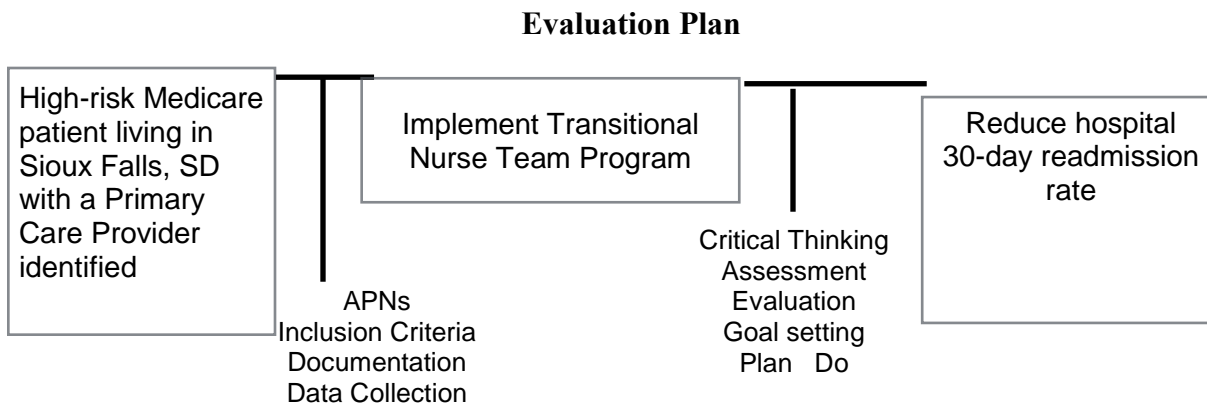 Evaluation Plan
High-risk Medicare
patient living in
Sioux Falls, SD
with a Primary
Care Provider
identified
APNs
Inclusion Criteria
Documentation
Data Collection
Implement Transitional
Nurse Team Program
Critical Thinking
Assessment
Evaluation
Goal setting
Plan Do
Reduce hospital
30-day readmission
rate